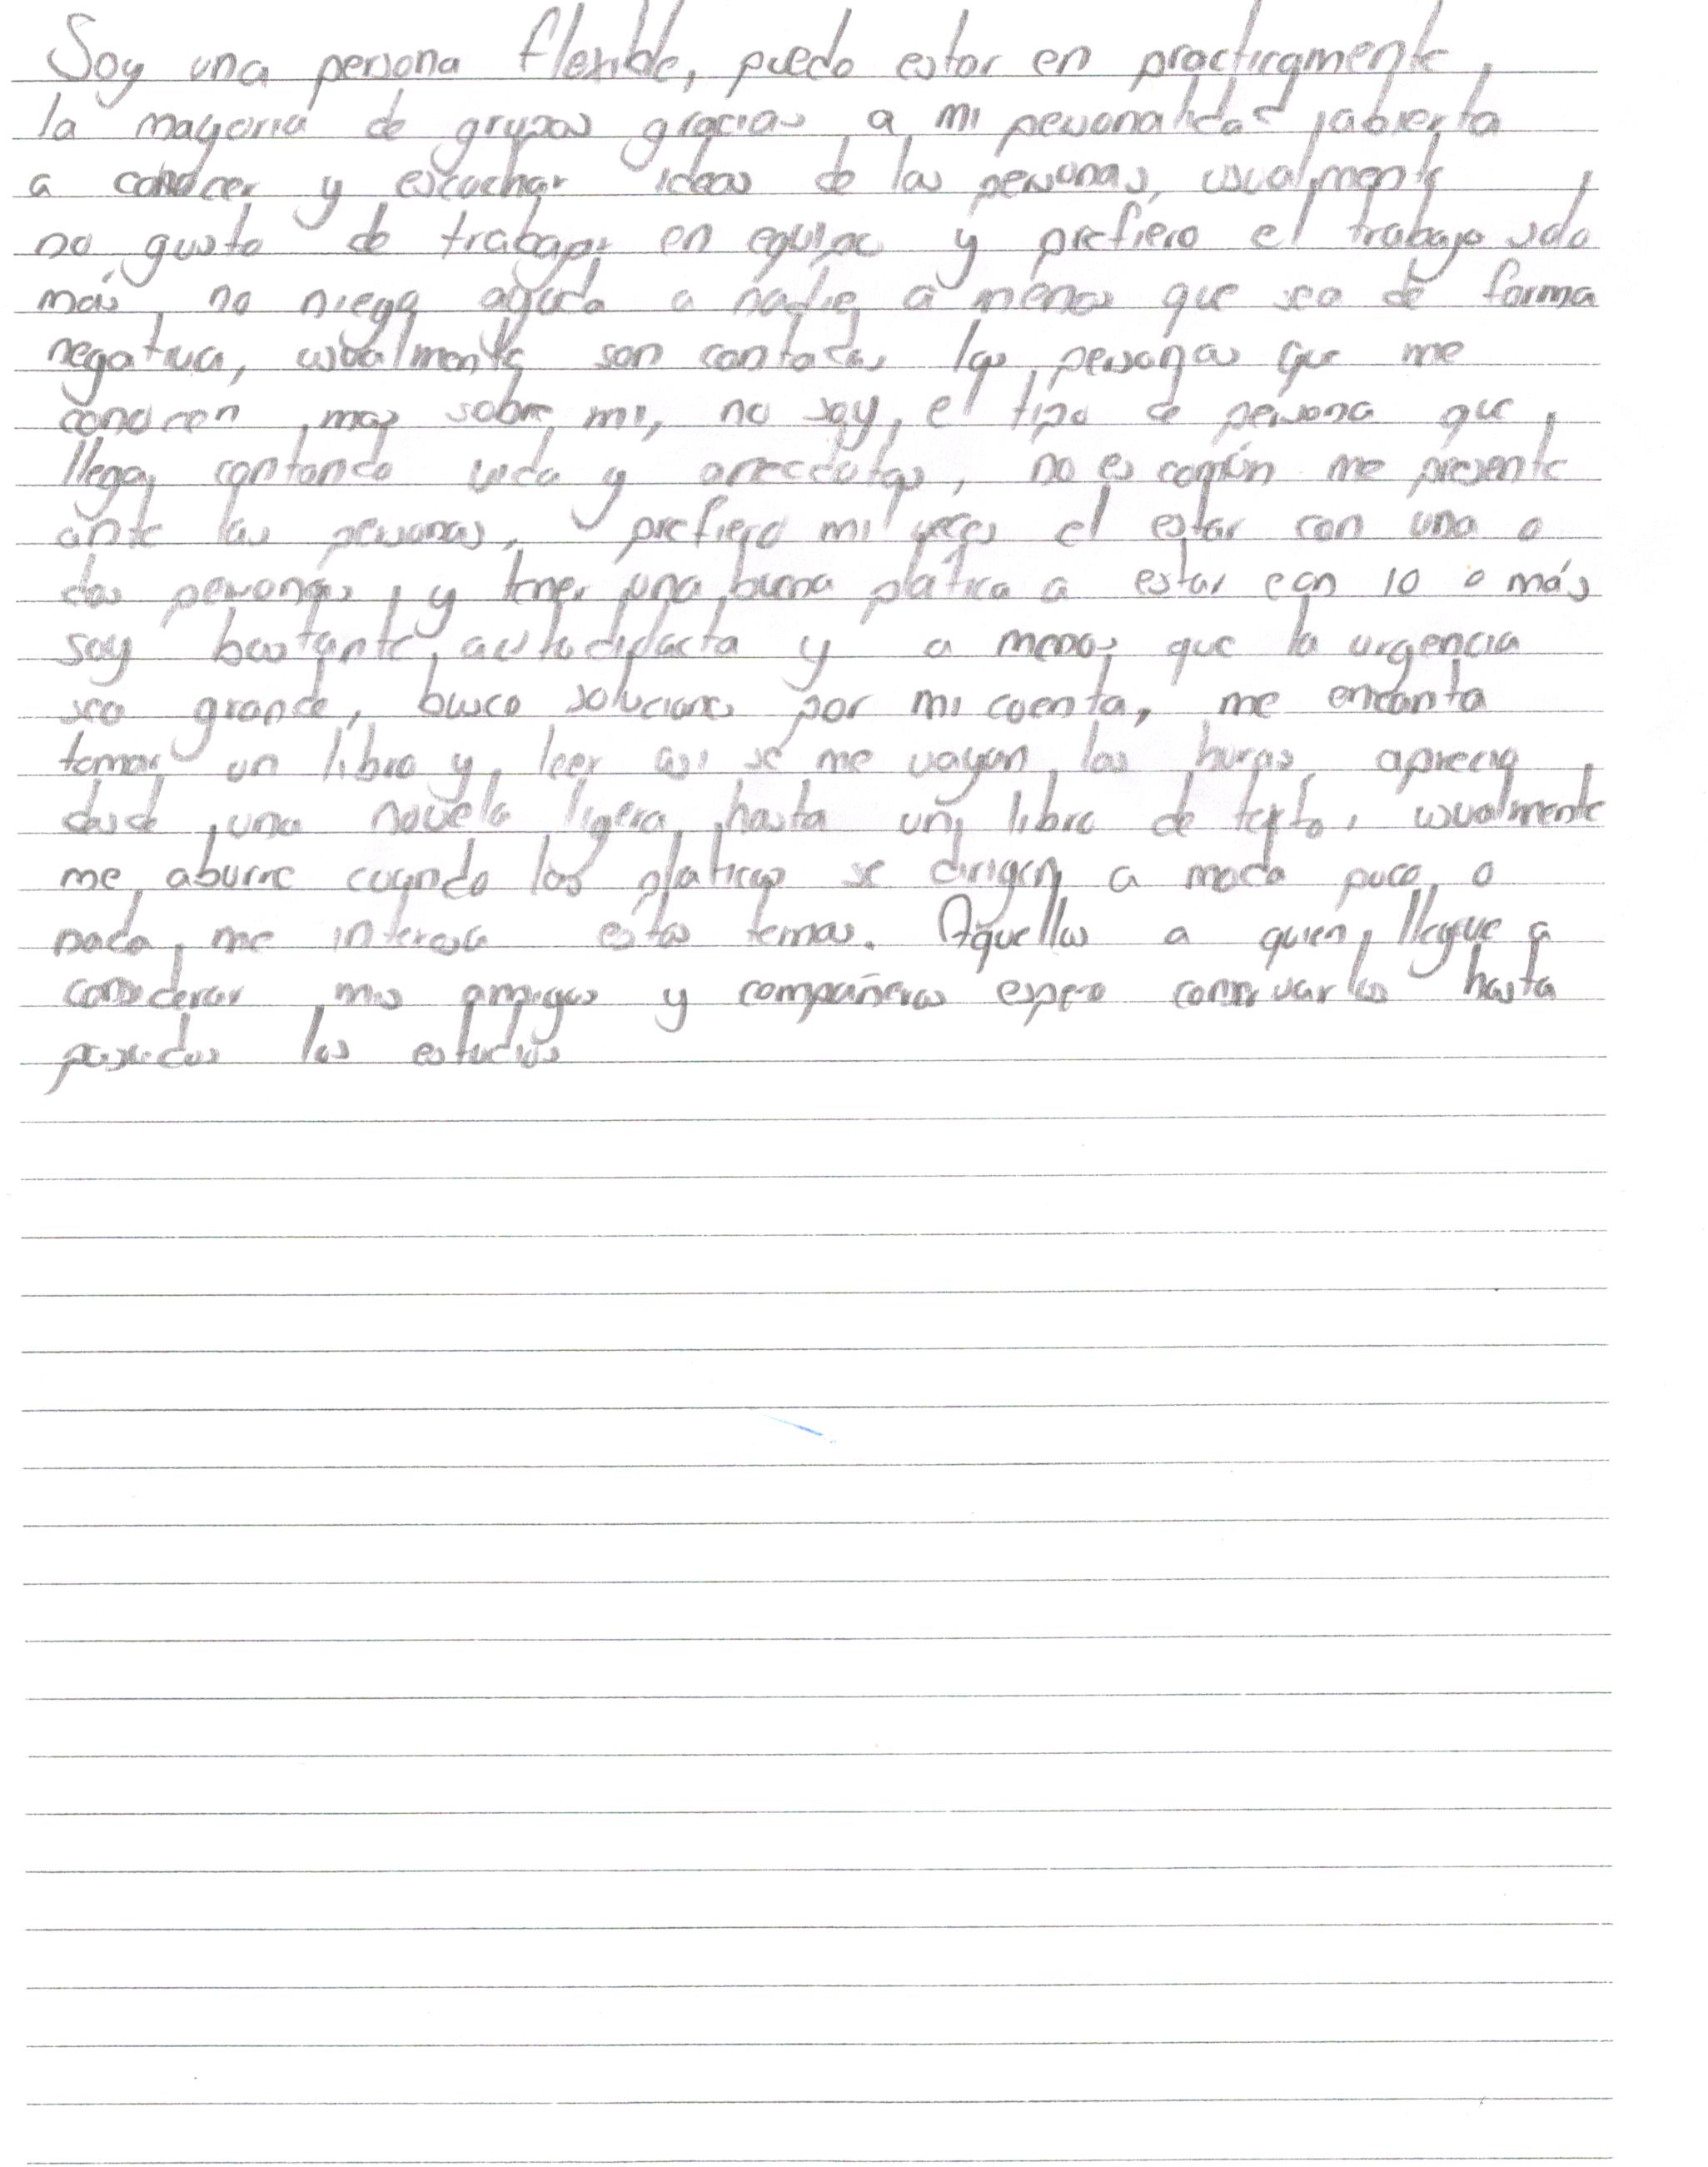 Soy una persona flexible, puedo estar en practicamente
la mayoria de grupos gracias a mi personalidad abierta
a conocer y escuchar ideas de las personas, usualmente
no gusto de trabajar en equipo y prefiero el trabajo solo
más no niego ayuda a nadie a menos que sea de forma
negativa, usualmente son contadas las personas que me
conocen mas sobre mi, no soy el tipo de persona que
llega contando vida y anecdotas, no es común me presente
ante las personas, prefiero mil veces el estar con una o
dos personas y tener una buena plática a estar con 10 o más
soy bastante autodidacta y a menos que la urgencia
sea grande, busco soluciones por mi cuenta, me encanta
tomar un libro y leer asi se me vayan las horas, aprecio
desde una novela ligera hasta un libro de texto, usualmente
me aburre cuando las platicas se dirigen a moda poco o
nada me interesa estos temas. Aquellos a quien llegue a
considerar mis amigos y compañeros espero conservarlos hasta
pasados los estudios